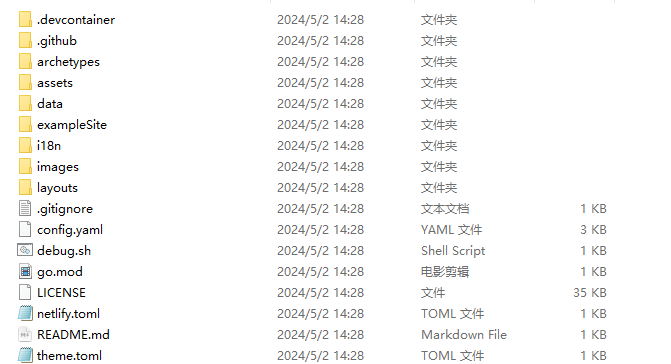 .devcontainer 2024/5/2 14:28 文件夹
.github 2024/5/2 14:28 文件夹
archetypes 2024/5/2 14:28 文件夹
assets 2024/5/2 14:28 文件夹
data 2024/5/2 14:28 文件夹
exampleSite 2024/5/2 14:28 文件夹
i18n 2024/5/2 14:28 文件夹
images 2024/5/2 14:28 文件夹
layouts 2024/5/2 14:28 文件夹
.gitignore 2024/5/2 14:28 文本文档 1 KB
config.yaml 2024/5/2 14:28 YAML 文件 3 KB
debug.sh 2024/5/2 14:28 Shell Script 1 KB
go.mod 2024/5/2 14:28 电影剪辑 1 KB
LICENSE 2024/5/2 14:28 文件 35 KB
netlify.toml 2024/5/2 14:28 TOML 文件 1 KB
README.md 2024/5/2 14:28 Markdown File 1 KB
theme.toml 2024/5/2 14:28 TOML 文件 1 KB